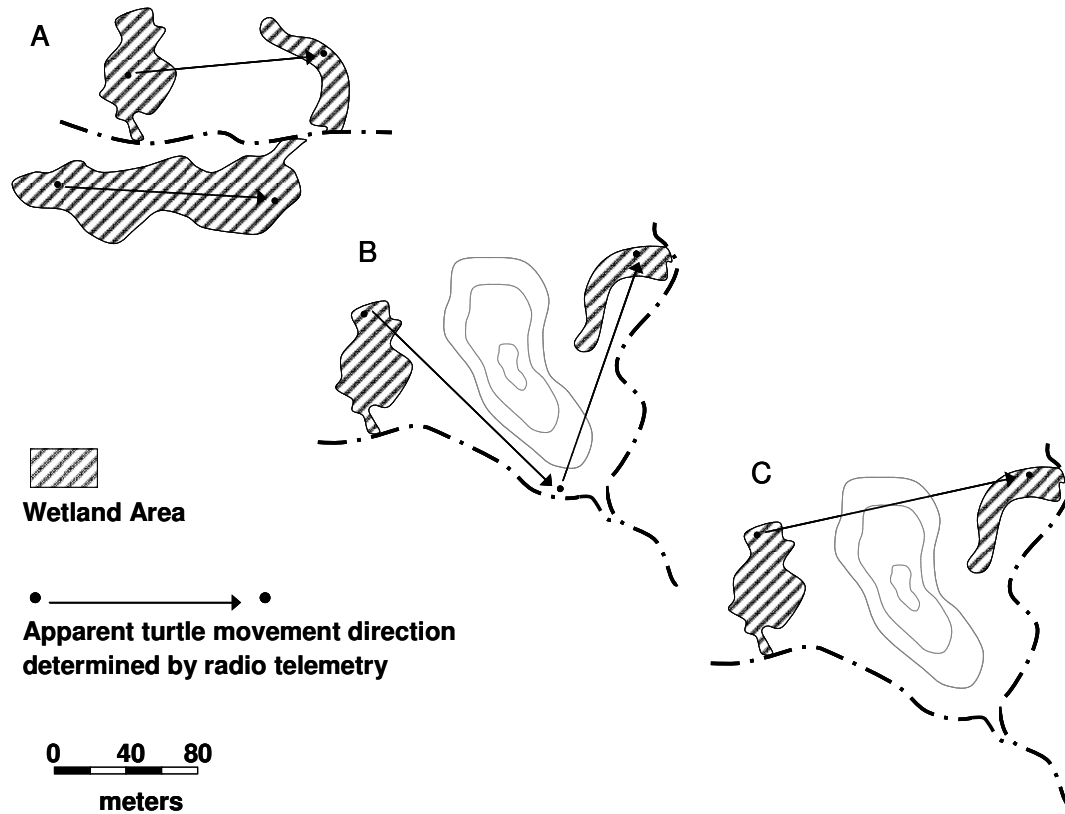 A
B
C
Wetland Area
Apparent turtle movement direction
determined by radio telemetry
0 40 80
meters